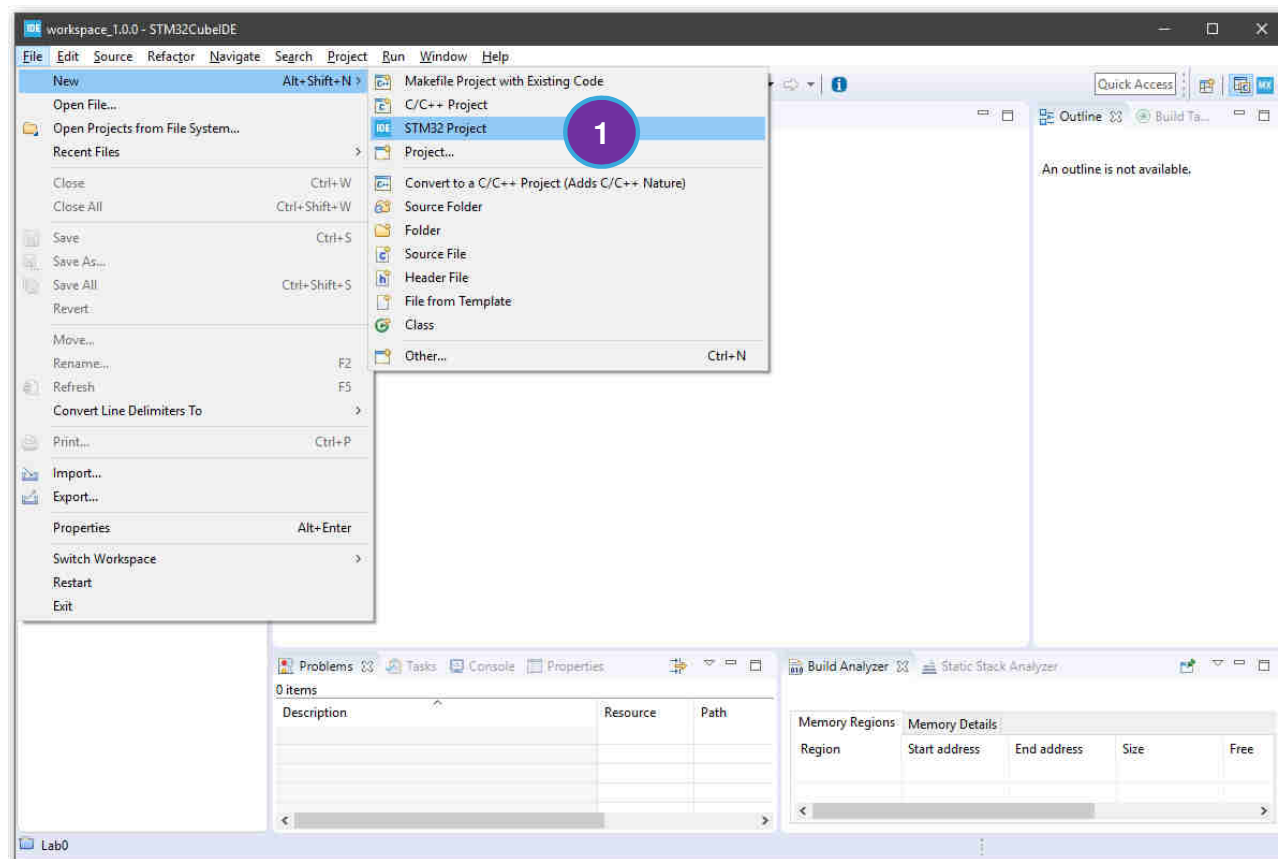 IDE workspace_1.0.0 - STM32CubeIDE
File Edit Source Refactor Navigate Search Project Run Window Help
Quick Access
MX
New Alt+Shift+N >
Open File...
Open Projects from File System...
Recent Files >
Close Ctrl+W
Close All Ctrl+Shift+W
Save Ctrl+S
Save As...
Save All Ctrl+Shift+S
Revert
Move...
Rename... F2
Refresh F5
Convert Line Delimiters To >
Print... Ctrl+P
Import...
Export...
Properties Alt+Enter
Switch Workspace >
Restart
Exit
Makefile Project with Existing Code
C/C++ Project
IDE STM32 Project
1
Project...
Convert to a C/C++ Project (Adds C/C++ Nature)
Source Folder
Folder
Source File
Header File
File from Template
Class
Other... Ctrl+N
Outline Build Ta...
An outline is not available.
Problems Tasks Console Properties
0 items
Description Resource Path
Build Analyzer Static Stack Analyzer
Memory Regions Memory Details
Region Start address End address Size Free
Lab0